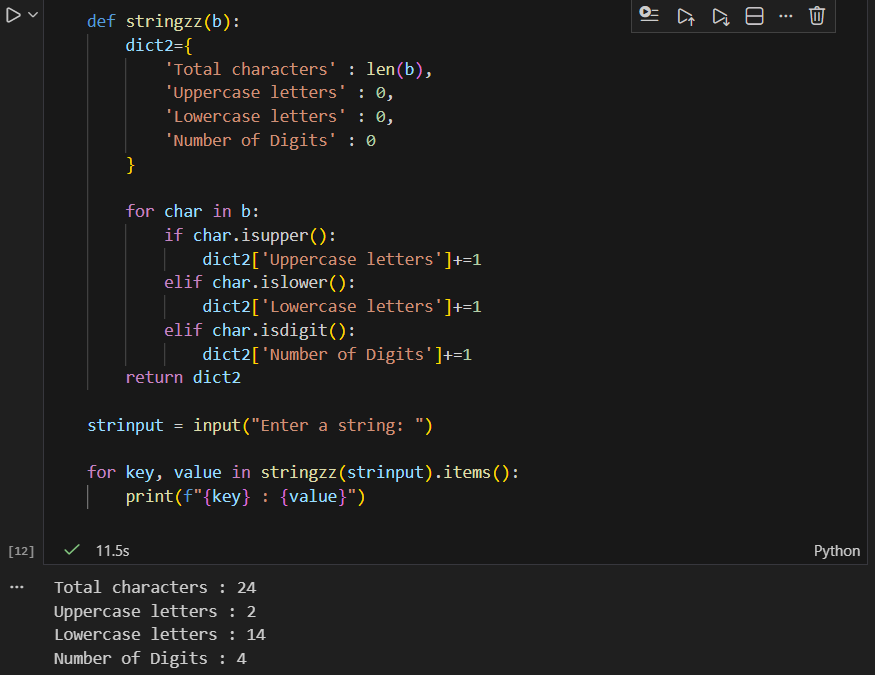 def stringzz(b):
    dict2={
        'Total characters' : len(b),
        'Uppercase letters' : 0,
        'Lowercase letters' : 0,
        'Number of Digits' : 0
    }
    for char in b:
        if char.isupper():
            dict2['Uppercase letters']+=1
        elif char.islower():
            dict2['Lowercase letters']+=1
        elif char.isdigit():
            dict2['Number of Digits']+=1
    return dict2
strinput = input("Enter a string: ")
for key, value in stringzz(strinput).items():
    print(f"{key} : {value}")
[12] 11.5s Python
Total characters : 24
Uppercase letters : 2
Lowercase letters : 14
Number of Digits : 4